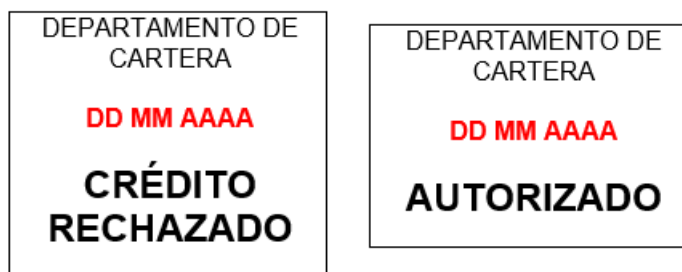 DEPARTAMENTO DE
CARTERA
DD MM AAAA
CRÉDITO
RECHAZADO
DEPARTAMENTO DE
CARTERA
DD MM AAAA
AUTORIZADO